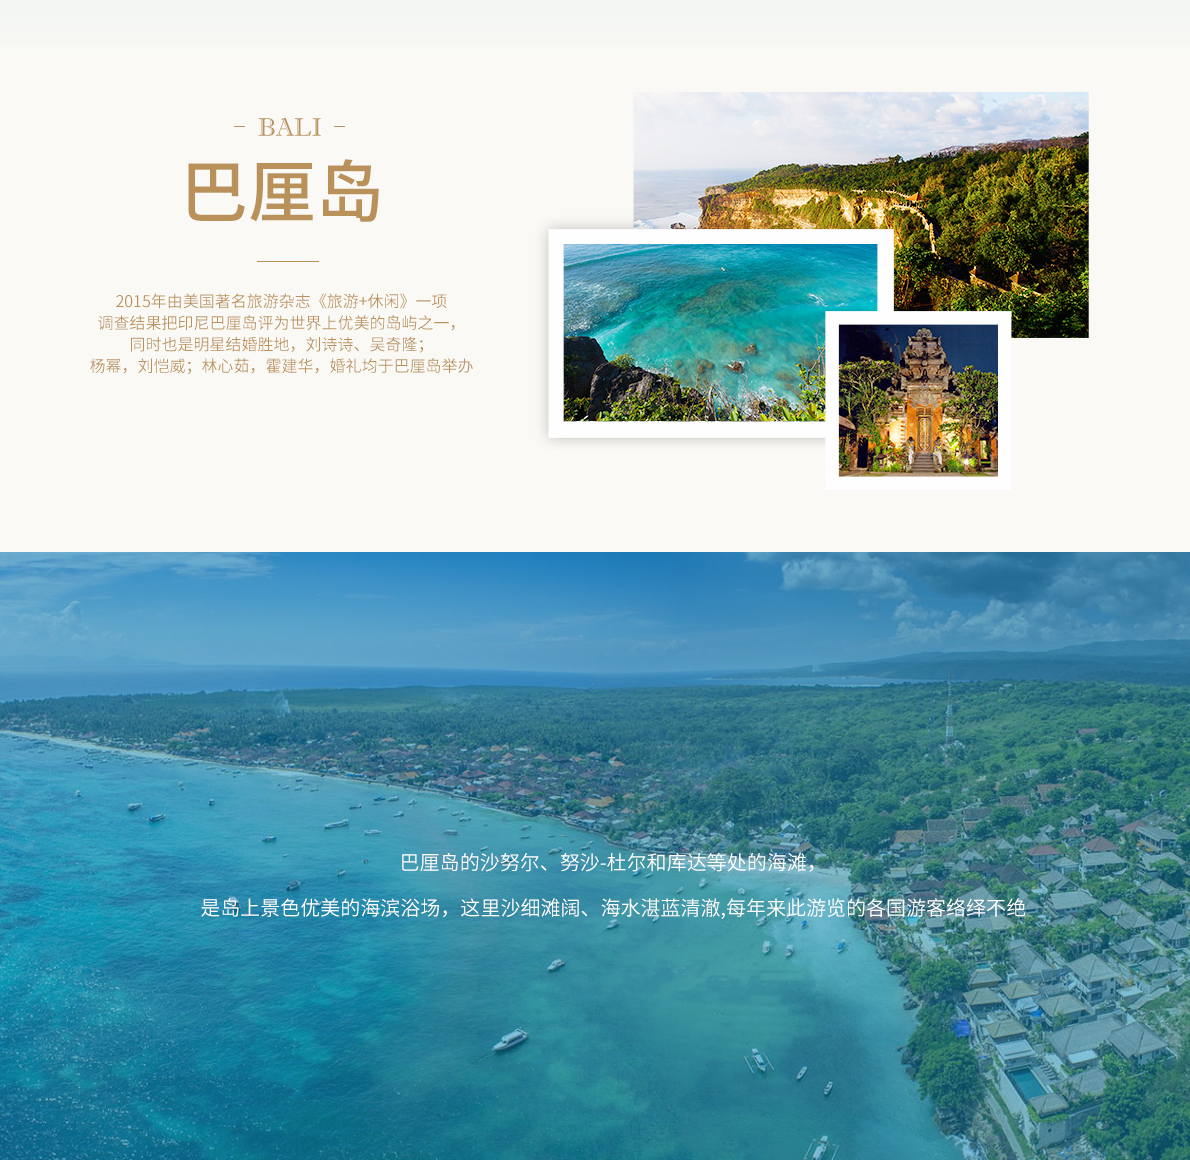 - BALI -
巴厘岛
2015年由美国著名旅游杂志《旅游+休闲》一项
调查结果把印尼巴厘岛评为世界上优美的岛屿之一，
同时也是明星结婚胜地，刘诗诗、吴奇隆；
杨幂，刘恺威；林心茹，霍建华，婚礼均于巴厘岛举办
巴厘岛的沙努尔、努沙-杜尔和库达等处的海滩，
是岛上景色优美的海滨浴场，这里沙细滩阔、海水湛蓝清澈,每年来此游览的各国游客络绎不绝